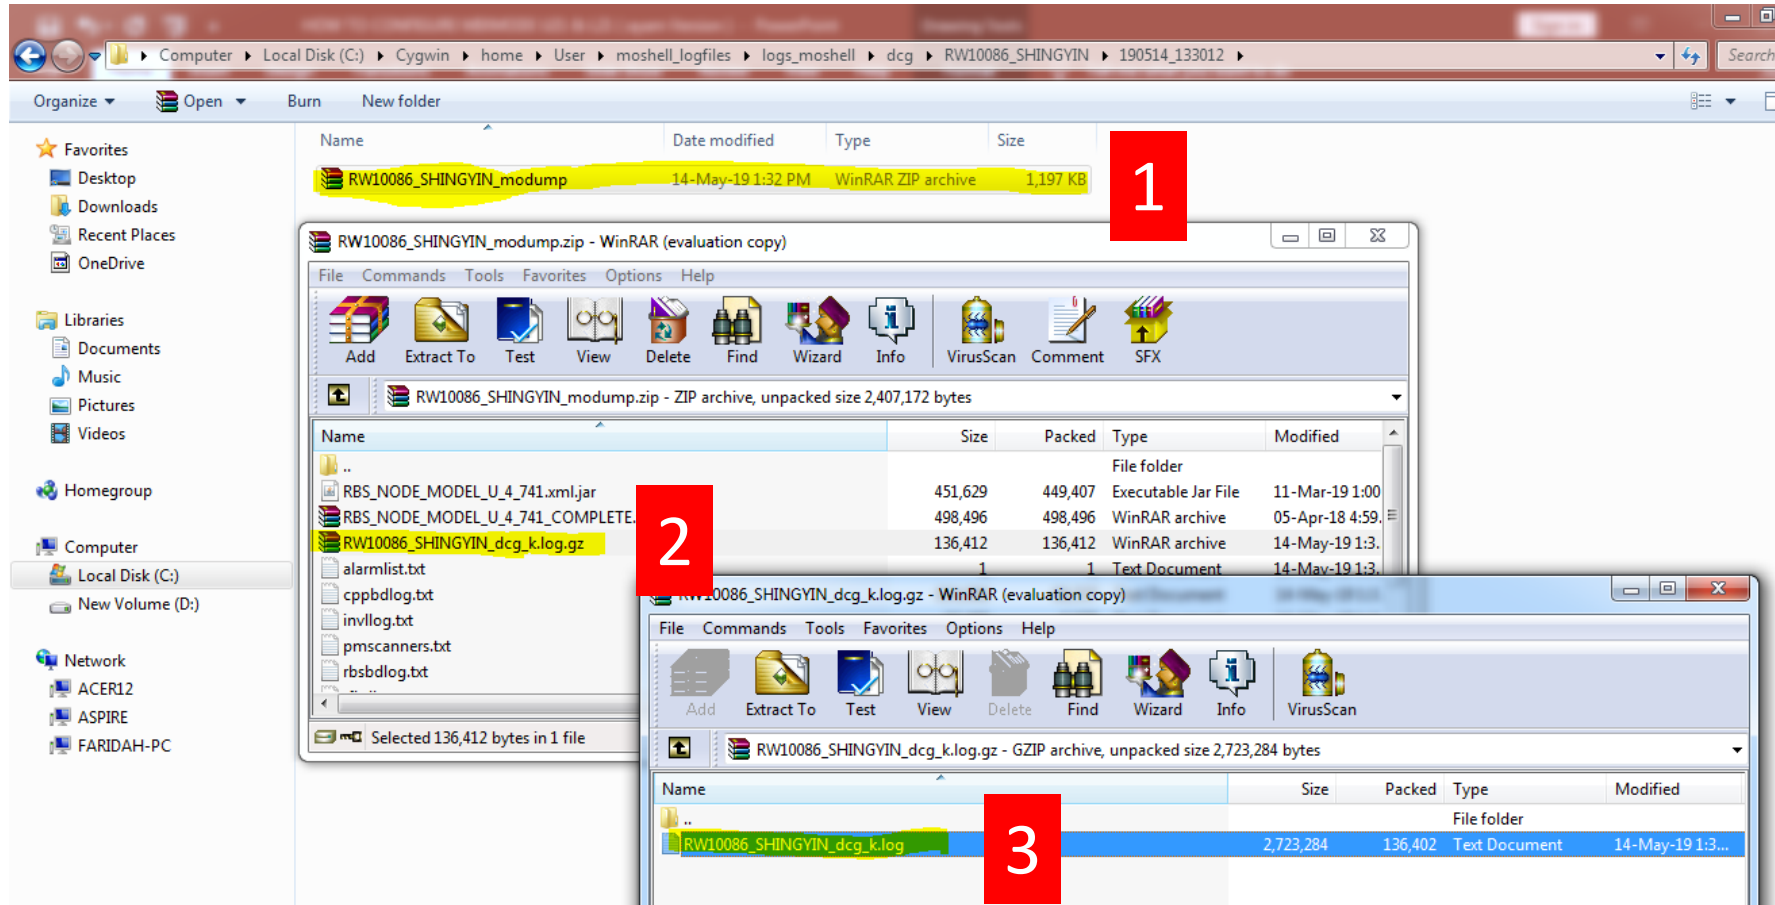 Computer Local Disk (C:) Cygwin home User moshell_logfiles logs_moshell dcg RW10086_SHINGYIN 190514_133012 Search
Organize Open Burn New folder
Favorites
Desktop
Downloads
Recent Places
OneDrive
Libraries
Documents
Music
Pictures
Videos
Homegroup
Computer
Local Disk (C:)
New Volume (D:)
Network
ACER12
ASPIRE
FARIDAH-PC
Name Date modified Type Size
RW10086_SHINGYIN_modump 14-May-19 1:32 PM WinRAR ZIP archive 1,197 KB
1
RW10086_SHINGYIN_modump.zip - WinRAR (evaluation copy)
File Commands Tools Favorites Options Help
Add Extract To Test View Delete Find Wizard Info VirusScan Comment SFX
RW10086_SHINGYIN_modump.zip - ZIP archive, unpacked size 2,407,172 bytes
Name Size Packed Type Modified
.. File folder
RBS_NODE_MODEL_U_4_741.xml.jar 451,629 449,407 Executable Jar File 11-Mar-19 1:00
RBS_NODE_MODEL_U_4_741_COMPLETE. 498,496 498,496 WinRAR archive 05-Apr-18 4:59.
RW10086_SHINGYIN_dcg_k.log.gz 136,412 136,412 WinRAR archive 14-May-19 1:3.
alarmlist.txt 1 1 Text Document 14-May-19 1:3.
cppbdlog.txt
invllog.txt
pmscanners.txt
rbsbdlog.txt
Selected 136,412 bytes in 1 file
2
RW10086_SHINGYIN_dcg_k.log.gz - WinRAR (evaluation copy)
File Commands Tools Favorites Options Help
Add Extract To Test View Delete Find Wizard Info VirusScan
RW10086_SHINGYIN_dcg_k.log.gz - GZIP archive, unpacked size 2,723,284 bytes
Name Size Packed Type Modified
.. File folder
RW10086_SHINGYIN_dcg_k.log 2,723,284 136,402 Text Document 14-May-19 1:3...
3